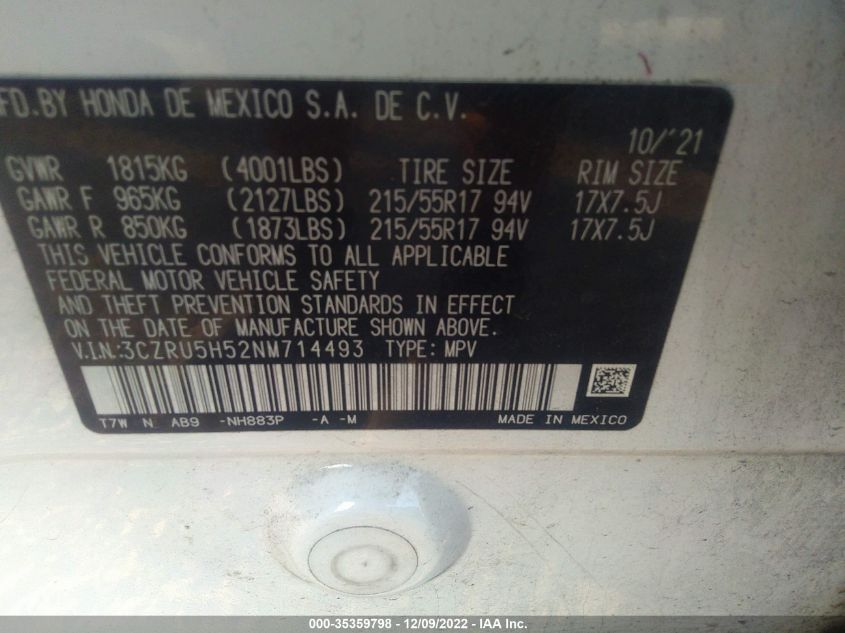 FD.BY HONDA DE MEXICO S.A. DE C.V.
10/'21
GVWR 1815KG (4001LBS) TIRE SIZE RIM SIZE
GAWR F 965KG (2127LBS) 215/55R17 94V 17X7.5J
GAWR R 850KG (1873LBS) 215/55R17 94V 17X7.5J
THIS VEHICLE CONFORMS TO ALL APPLICABLE
FEDERAL MOTOR VEHICLE SAFETY
AND THEFT PREVENTION STANDARDS IN EFFECT
ON THE DATE OF MANUFACTURE SHOWN ABOVE.
V.I.N.:3CZRU5H52NM714493 TYPE: MPV
T7W N AB9 -NH883P -A -M MADE IN MEXICO
000-35359798 - 12/09/2022 - IAA Inc.